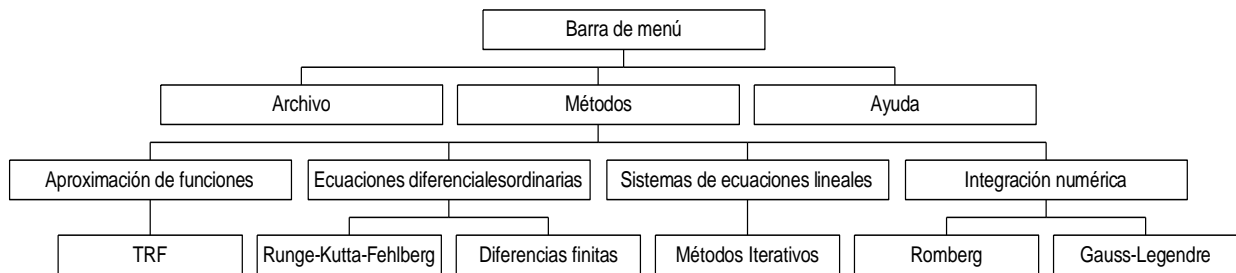 Barra de menú
Archivo
Métodos
Ayuda
Aproximación de funciones
Ecuaciones diferencialesordinarias
Sistemas de ecuaciones lineales
Integración numérica
TRF
Runge-Kutta-Fehlberg
Diferencias finitas
Métodos Iterativos
Romberg
Gauss-Legendre